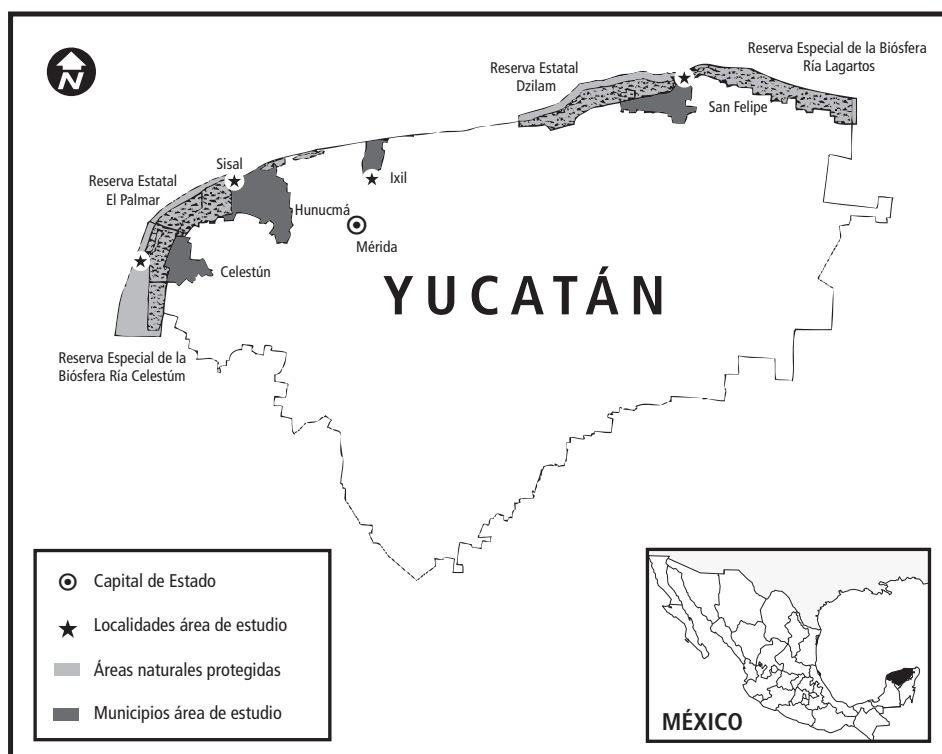 N
Reserva Especial de la Biósfera
Ría Lagartos
Reserva Estatal
Dzilam
San Felipe
Sisal
Reserva Estatal
El Palmar
Ixil
Hunucmá
Mérida
Celestún
YUCATÁN
Reserva Especial de la
Biósfera Ría Celestúm
Capital de Estado
Localidades área de estudio
Áreas naturales protegidas
Municipios área de estudio
MÉXICO